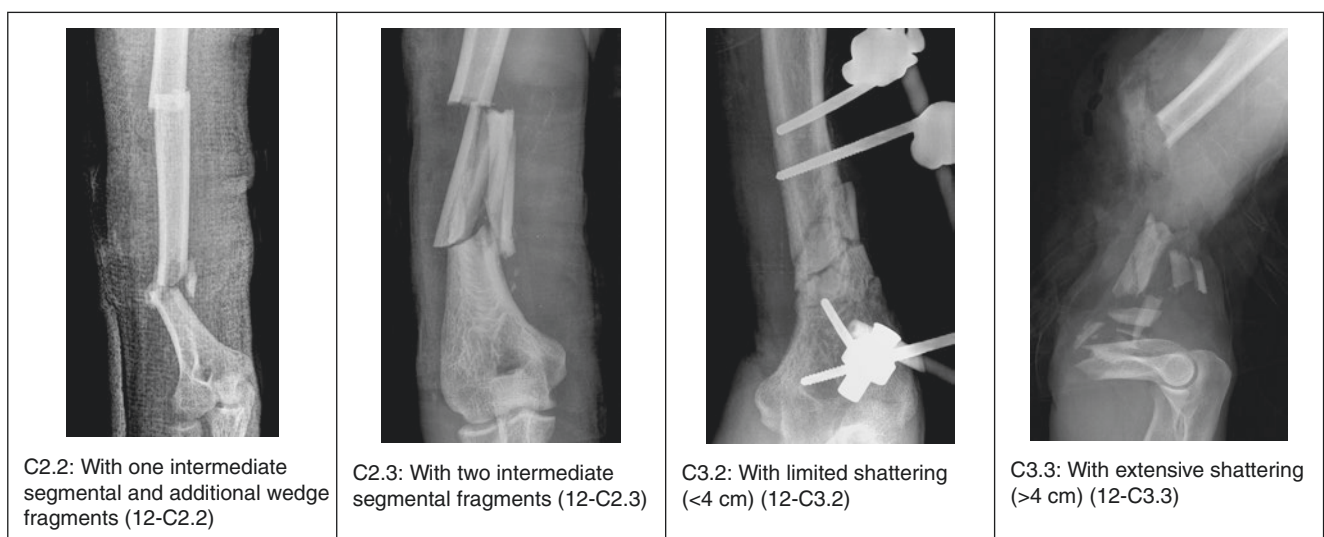 C2.2: With one intermediate
segmental and additional wedge
fragments (12-C2.2)
C2.3: With two intermediate
segmental fragments (12-C2.3)
C3.2: With limited shattering
(<4 cm) (12-C3.2)
C3.3: With extensive shattering
(>4 cm) (12-C3.3)